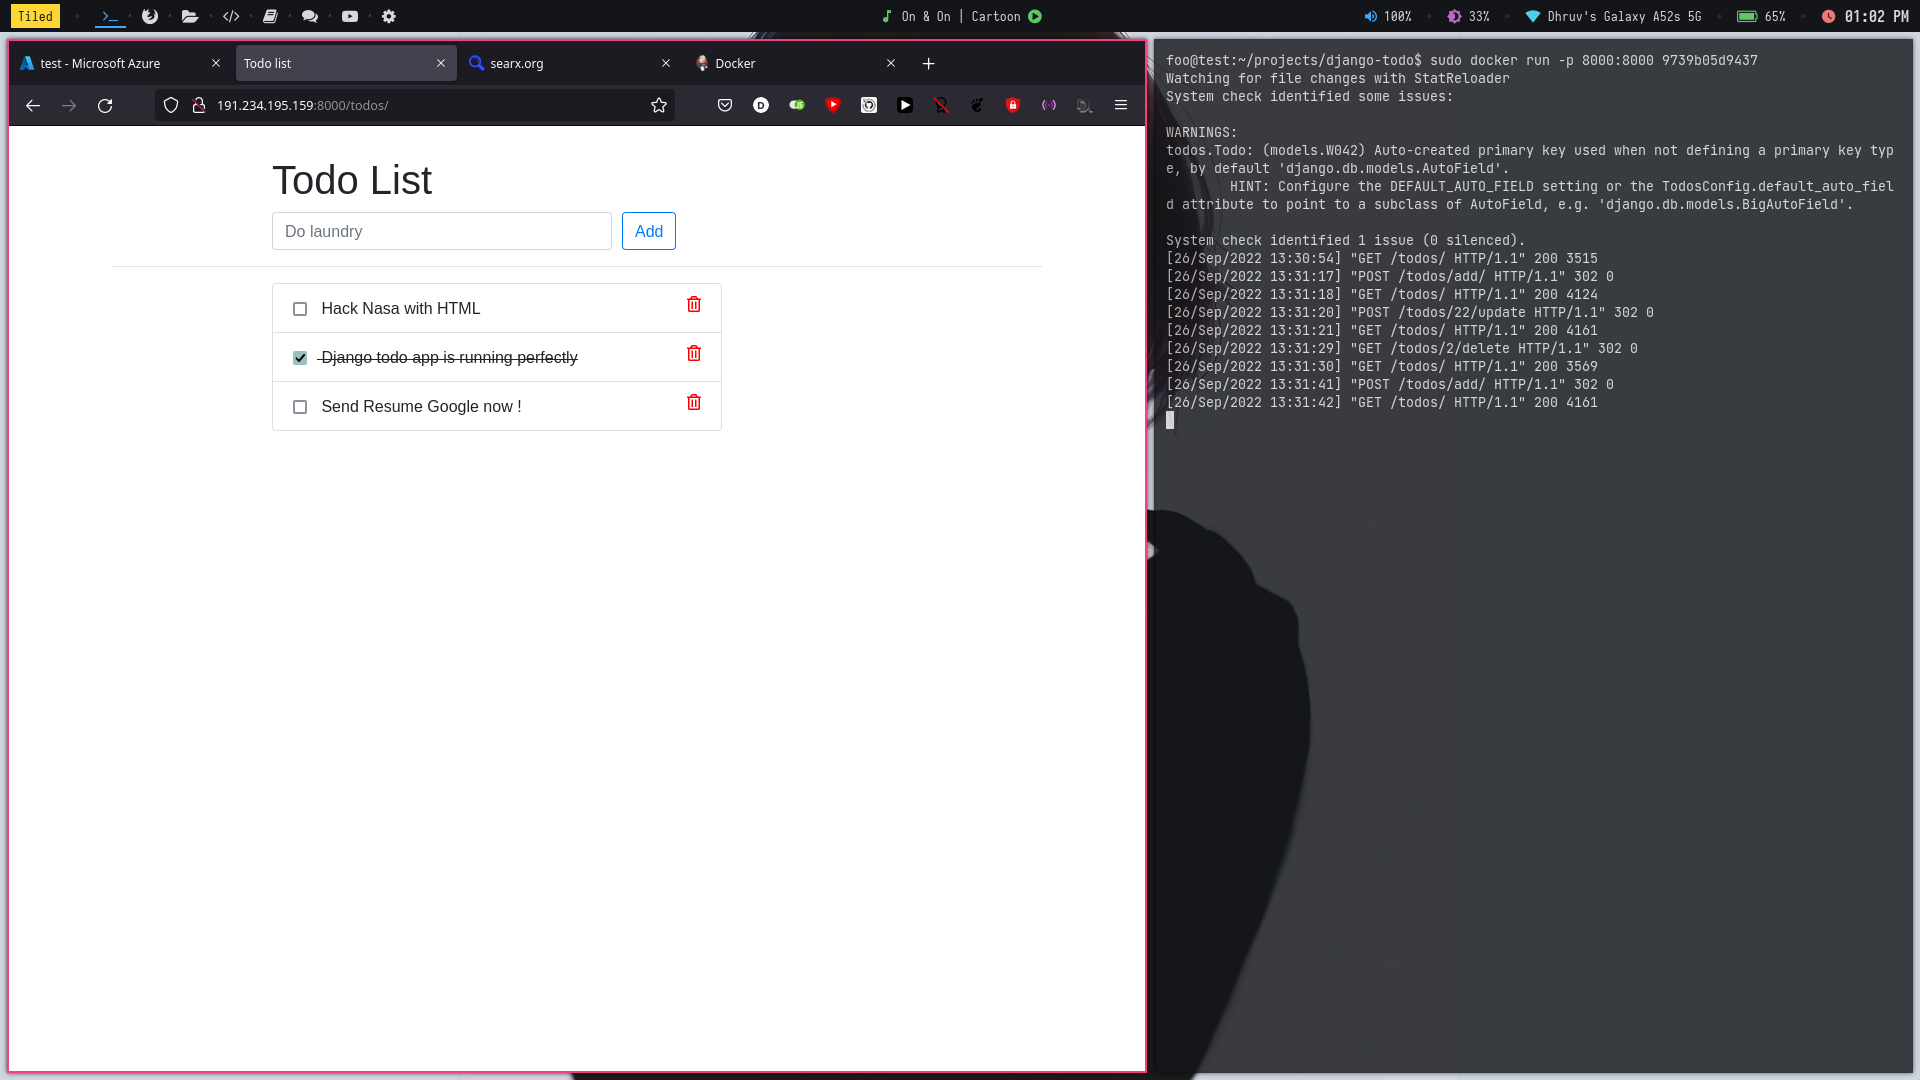 Tiled
On & On | Cartoon
100%
33%
Dhruv's Galaxy A52s 5G
65%
01:02 PM
test - Microsoft Azure
Todo list
searx.org
Docker
191.234.195.159:8000/todos/
Todo List
Do laundry
Add
Hack Nasa with HTML
Django todo app is running perfectly
Send Resume Google now !
foo@test:~/projects/django-todo$ sudo docker run -p 8000:8000 9739b05d9437
Watching for file changes with StatReloader
System check identified some issues:
WARNINGS:
todos.Todo: (models.W042) Auto-created primary key used when not defining a primary key typ
e, by default 'django.db.models.AutoField'.
HINT: Configure the DEFAULT_AUTO_FIELD setting or the TodosConfig.default_auto_fiel
d attribute to point to a subclass of AutoField, e.g. 'django.db.models.BigAutoField'.
System check identified 1 issue (0 silenced).
[26/Sep/2022 13:30:54] "GET /todos/ HTTP/1.1" 200 3515
[26/Sep/2022 13:31:17] "POST /todos/add/ HTTP/1.1" 302 0
[26/Sep/2022 13:31:18] "GET /todos/ HTTP/1.1" 200 4124
[26/Sep/2022 13:31:20] "POST /todos/22/update HTTP/1.1" 302 0
[26/Sep/2022 13:31:21] "GET /todos/ HTTP/1.1" 200 4161
[26/Sep/2022 13:31:29] "GET /todos/2/delete HTTP/1.1" 302 0
[26/Sep/2022 13:31:30] "GET /todos/ HTTP/1.1" 200 3569
[26/Sep/2022 13:31:41] "POST /todos/add/ HTTP/1.1" 302 0
[26/Sep/2022 13:31:42] "GET /todos/ HTTP/1.1" 200 4161